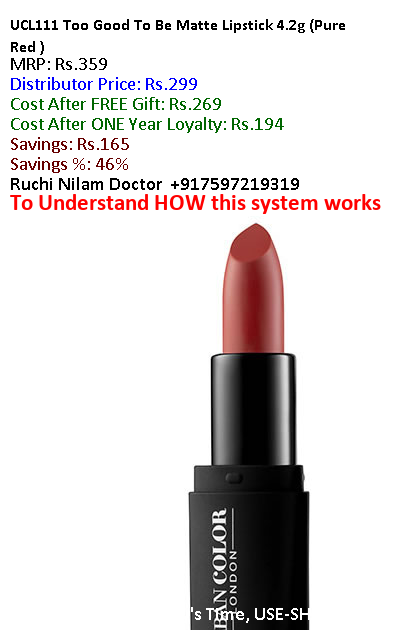 UCL111 Too Good To Be Matte Lipstick 4.2g (Pure
Red )
MRP: Rs.359
Distributor Price: Rs.299
Cost After FREE Gift: Rs.269
Cost After ONE Year Loyalty: Rs.194
Savings: Rs.165
Savings %: 46%
Ruchi Nilam Doctor +917597219319
To Understand HOW this system works
BAN COLOR
LONDON
's Time, USE-SH